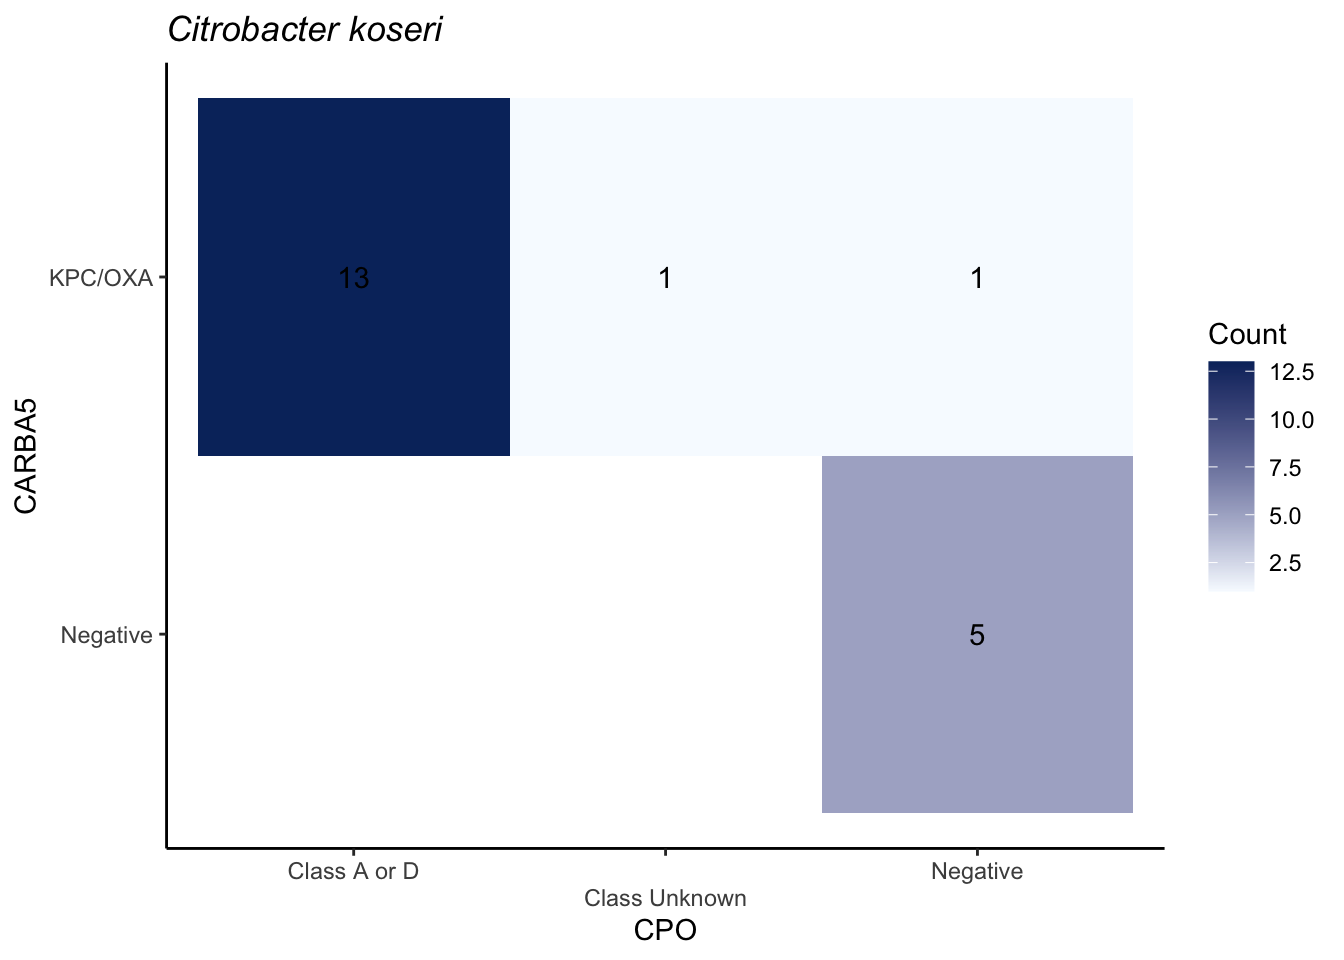 Citrobacter koseri
KPC/OXA
13
1
1
Negative
5
CARBA5
Class A or D
Class Unknown
Negative
CPO
Count
12.5
10.0
7.5
5.0
2.5